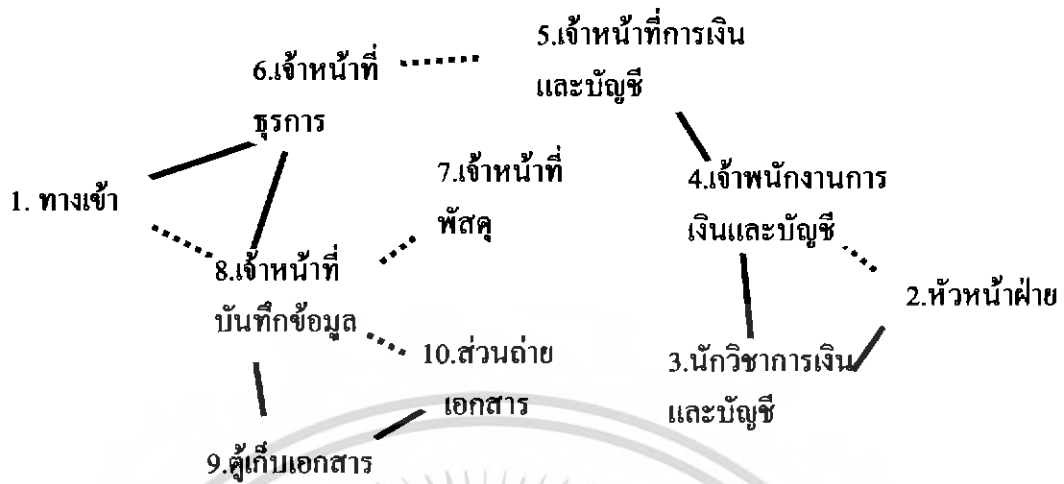 5.เจ้าหน้าที่การเงิน
และบัญชี
6.เจ้าหน้าที่
ธุรการ
7.เจ้าหน้าที่
พัสดุ
4.เจ้าพนักงานการ
เงินและบัญชี
1. ทางเข้า
8.เจ้าหน้าที่
บันทึกข้อมูล
2.หัวหน้าฝ่าย
10.ส่วนถ่าย
เอกสาร
3.นักวิชาการเงิน
และบัญชี
9.ตู้เก็บเอกสาร